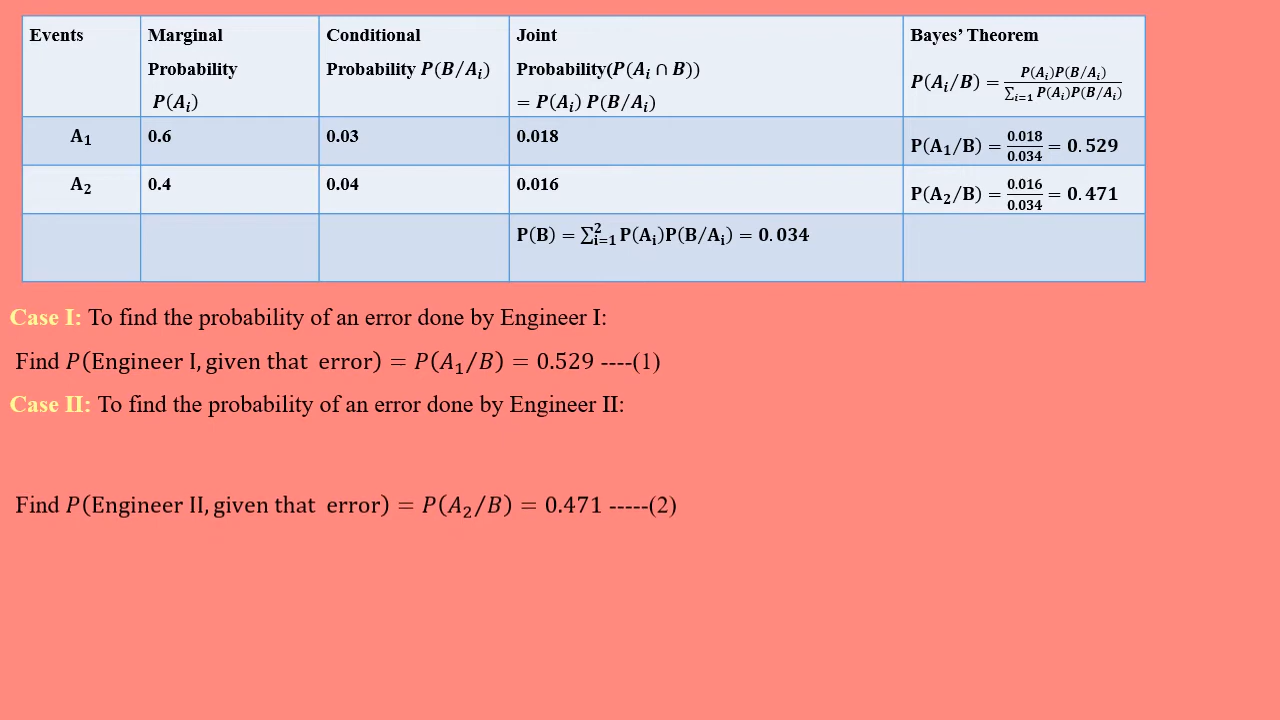 Events
Marginal
Probability
P(Aᵢ)
Conditional
Probability P(B/Aᵢ)
Joint
Probability(P(Aᵢ ∩ B))
= P(Aᵢ) P(B/Aᵢ)
Bayes’ Theorem
P(Aᵢ/B) = P(Aᵢ)P(B/Aᵢ) / ∑ᵢ₌₁ P(Aᵢ)P(B/Aᵢ)
A₁
0.6
0.03
0.018
P(A₁/B) = 0.018/0.034 = 0.529
A₂
0.4
0.04
0.016
P(A₂/B) = 0.016/0.034 = 0.471
P(B) = ∑²ᵢ₌₁ P(Aᵢ)P(B/Aᵢ) = 0.034
Case I: To find the probability of an error done by Engineer I:
Find P(Engineer I, given that error) = P(A₁/B) = 0.529 ----(1)
Case II: To find the probability of an error done by Engineer II:
Find P(Engineer II, given that error) = P(A₂/B) = 0.471 -----(2)